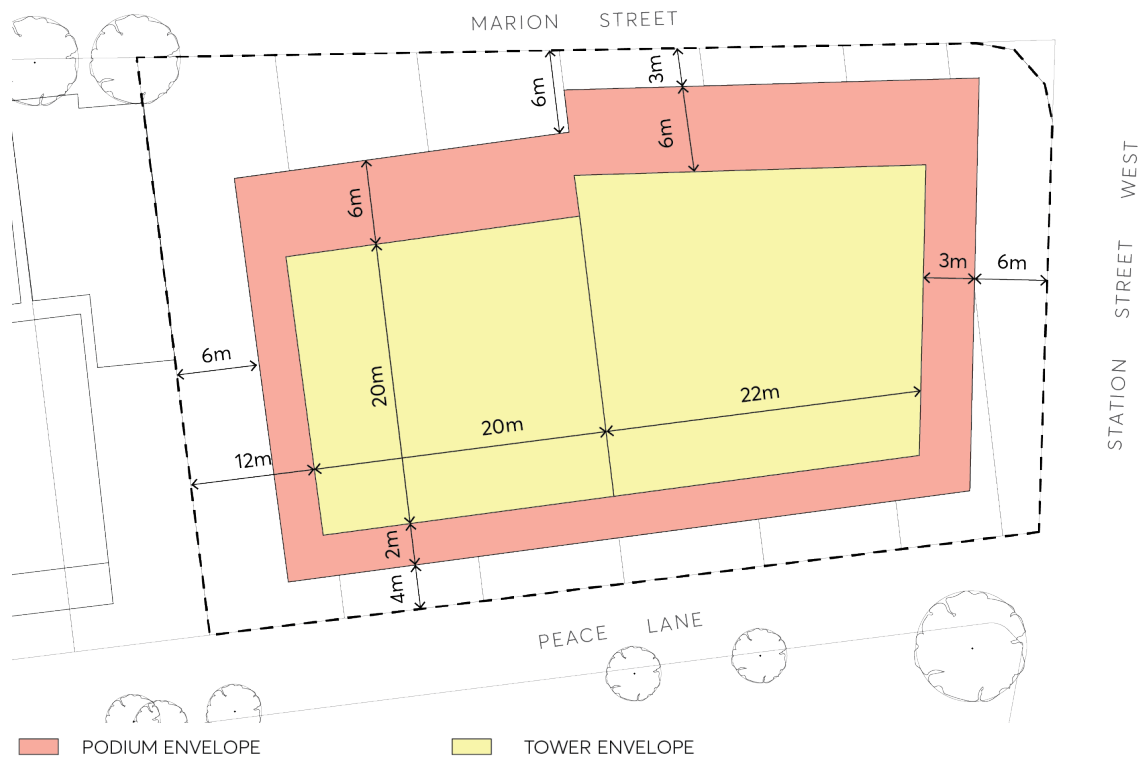 MARION STREET
3m
6m
6m
6m
STATION STREET WEST
3m 6m
6m
20m
22m
20m
12m
2m
4m
PEACE LANE
PODIUM ENVELOPE
TOWER ENVELOPE